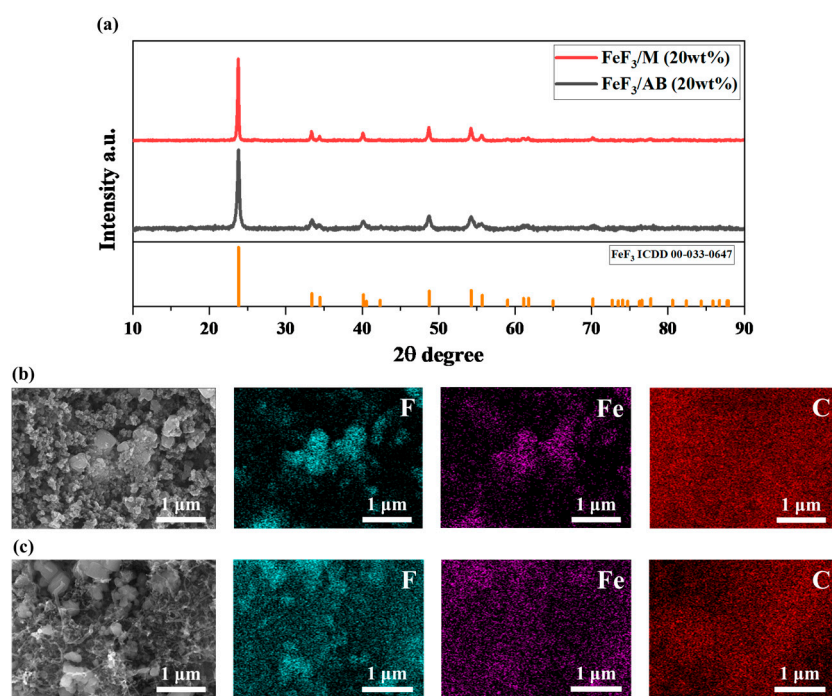 (a)
FeF₃/M (20wt%)
FeF₃/AB (20wt%)
Intensity a.u.
FeF₃ ICDD 00-033-0647
10 20 30 40 50 60 70 80 90
2θ degree
(b)
F
Fe
C
1 μm
1 μm
1 μm
1 μm
(c)
F
Fe
C
1 μm
1 μm
1 μm
1 μm